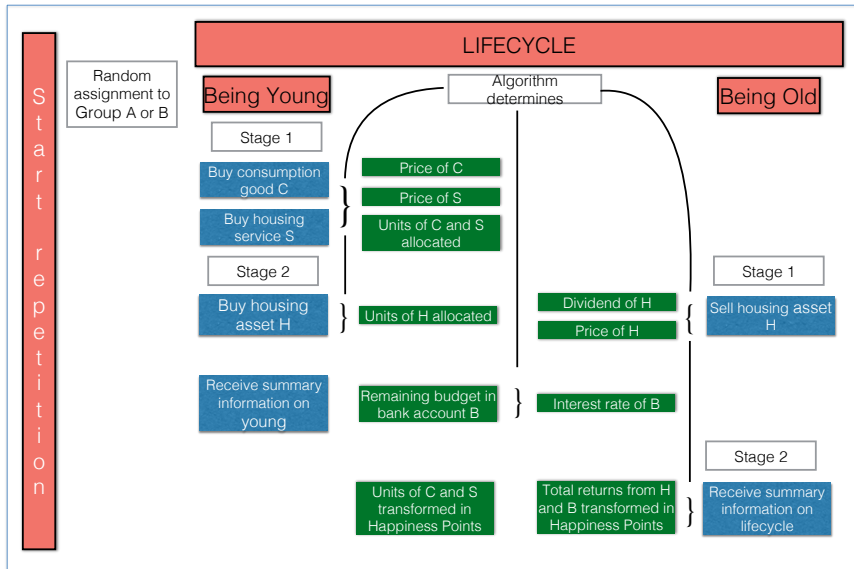 LIFECYCLE
Start repetition
Random
assignment to
Group A or B
Being Young
Algorithm
determines
Being Old
Stage 1
Buy consumption
good C
Price of C
Price of S
Buy housing
service S
Units of C and S
allocated
Stage 2
Stage 1
Buy housing
asset H
Units of H allocated
Dividend of H
Price of H
Sell housing asset
H
Receive summary
information on
young
Remaining budget in
bank account B
Interest rate of B
Stage 2
Units of C and S
transformed in
Happiness Points
Total returns from H
and B transformed in
Happiness Points
Receive summary
information on
lifecycle